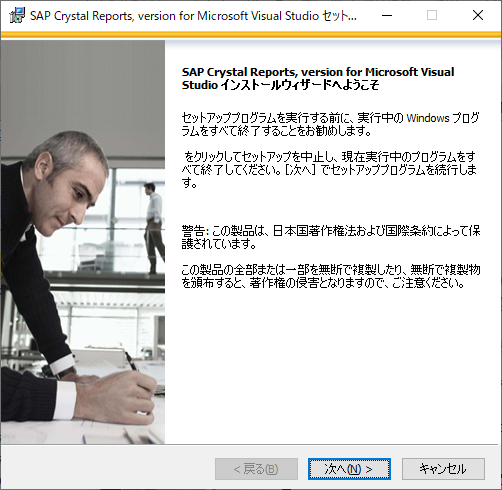 SAP Crystal Reports, version for Microsoft Visual Studio セット...
SAP Crystal Reports, version for Microsoft Visual
Studio インストールウィザードへようこそ
セットアッププログラムを実行する前に、実行中の Windows プログ
ラムをすべて終了することをお勧めします。
をクリックしてセットアップを中止し、現在実行中のプログラムをす
べて終了してください。[次へ] でセットアッププログラムを続行しま
す。
警告: この製品は、日本国著作権法および国際条約によって保
護されています。
この製品の全部または一部を無断で複製したり、無断で複製物
を頒布すると、著作権の侵害となりますので、ご注意ください。
< 戻る(B)
次へ(N) >
キャンセル